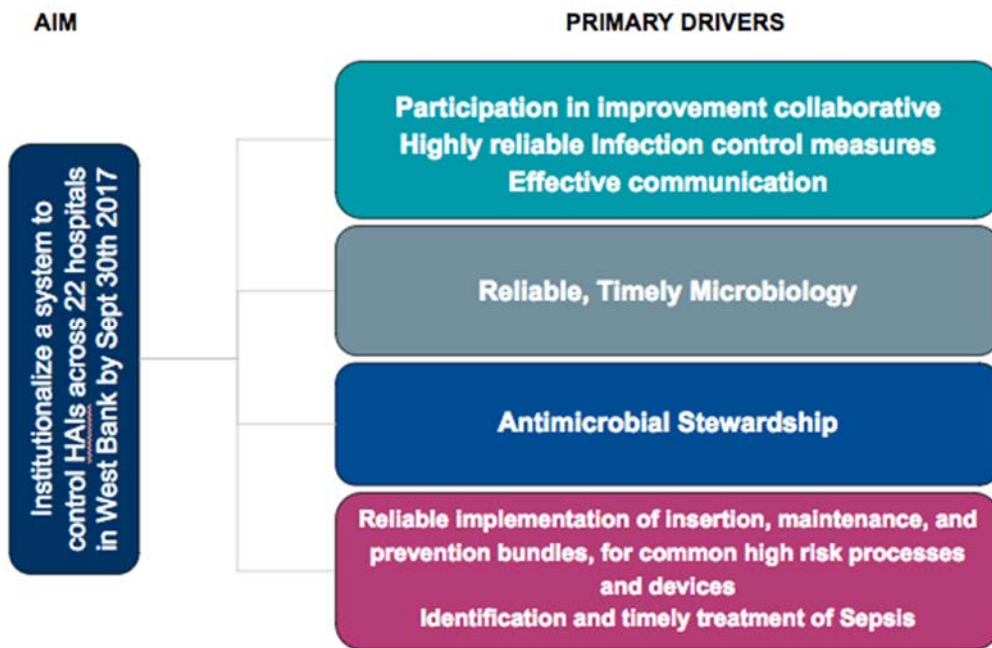 AIM
PRIMARY DRIVERS
Institutionalize a system to
control HAIs across 22 hospitals
in West Bank by Sept 30th 2017
Participation in improvement collaborative
Highly reliable Infection control measures
Effective communication
Reliable, Timely Microbiology
Antimicrobial Stewardship
Reliable implementation of insertion, maintenance, and
prevention bundles, for common high risk processes
and devices
Identification and timely treatment of Sepsis